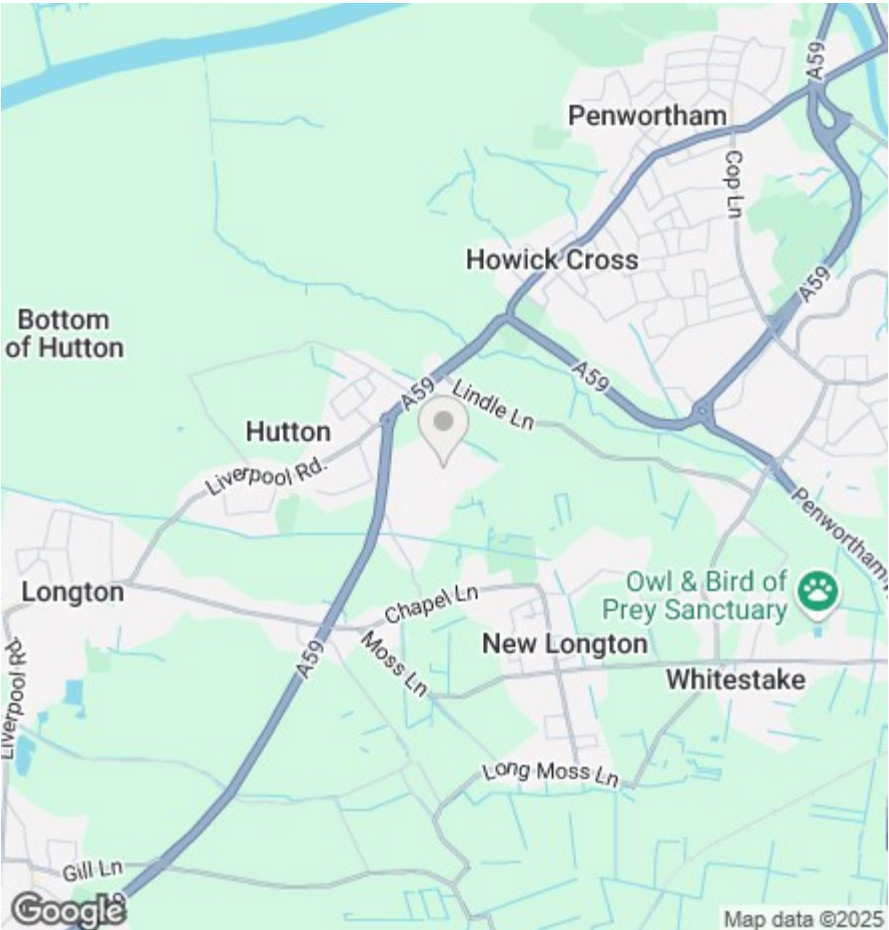 A59
Penwortham
Cop Ln
Howick Cross
A59
Bottom
of Hutton
A59
A59
Lindle Ln
Hutton
Liverpool Rd.
Longton
Chapel Ln
Owl & Bird of
Prey Sanctuary
New Longton
A59
Moss Ln
Whitestake
Liverpool Rd
Long Moss Ln
Gill Ln
Google
Map data ©2025